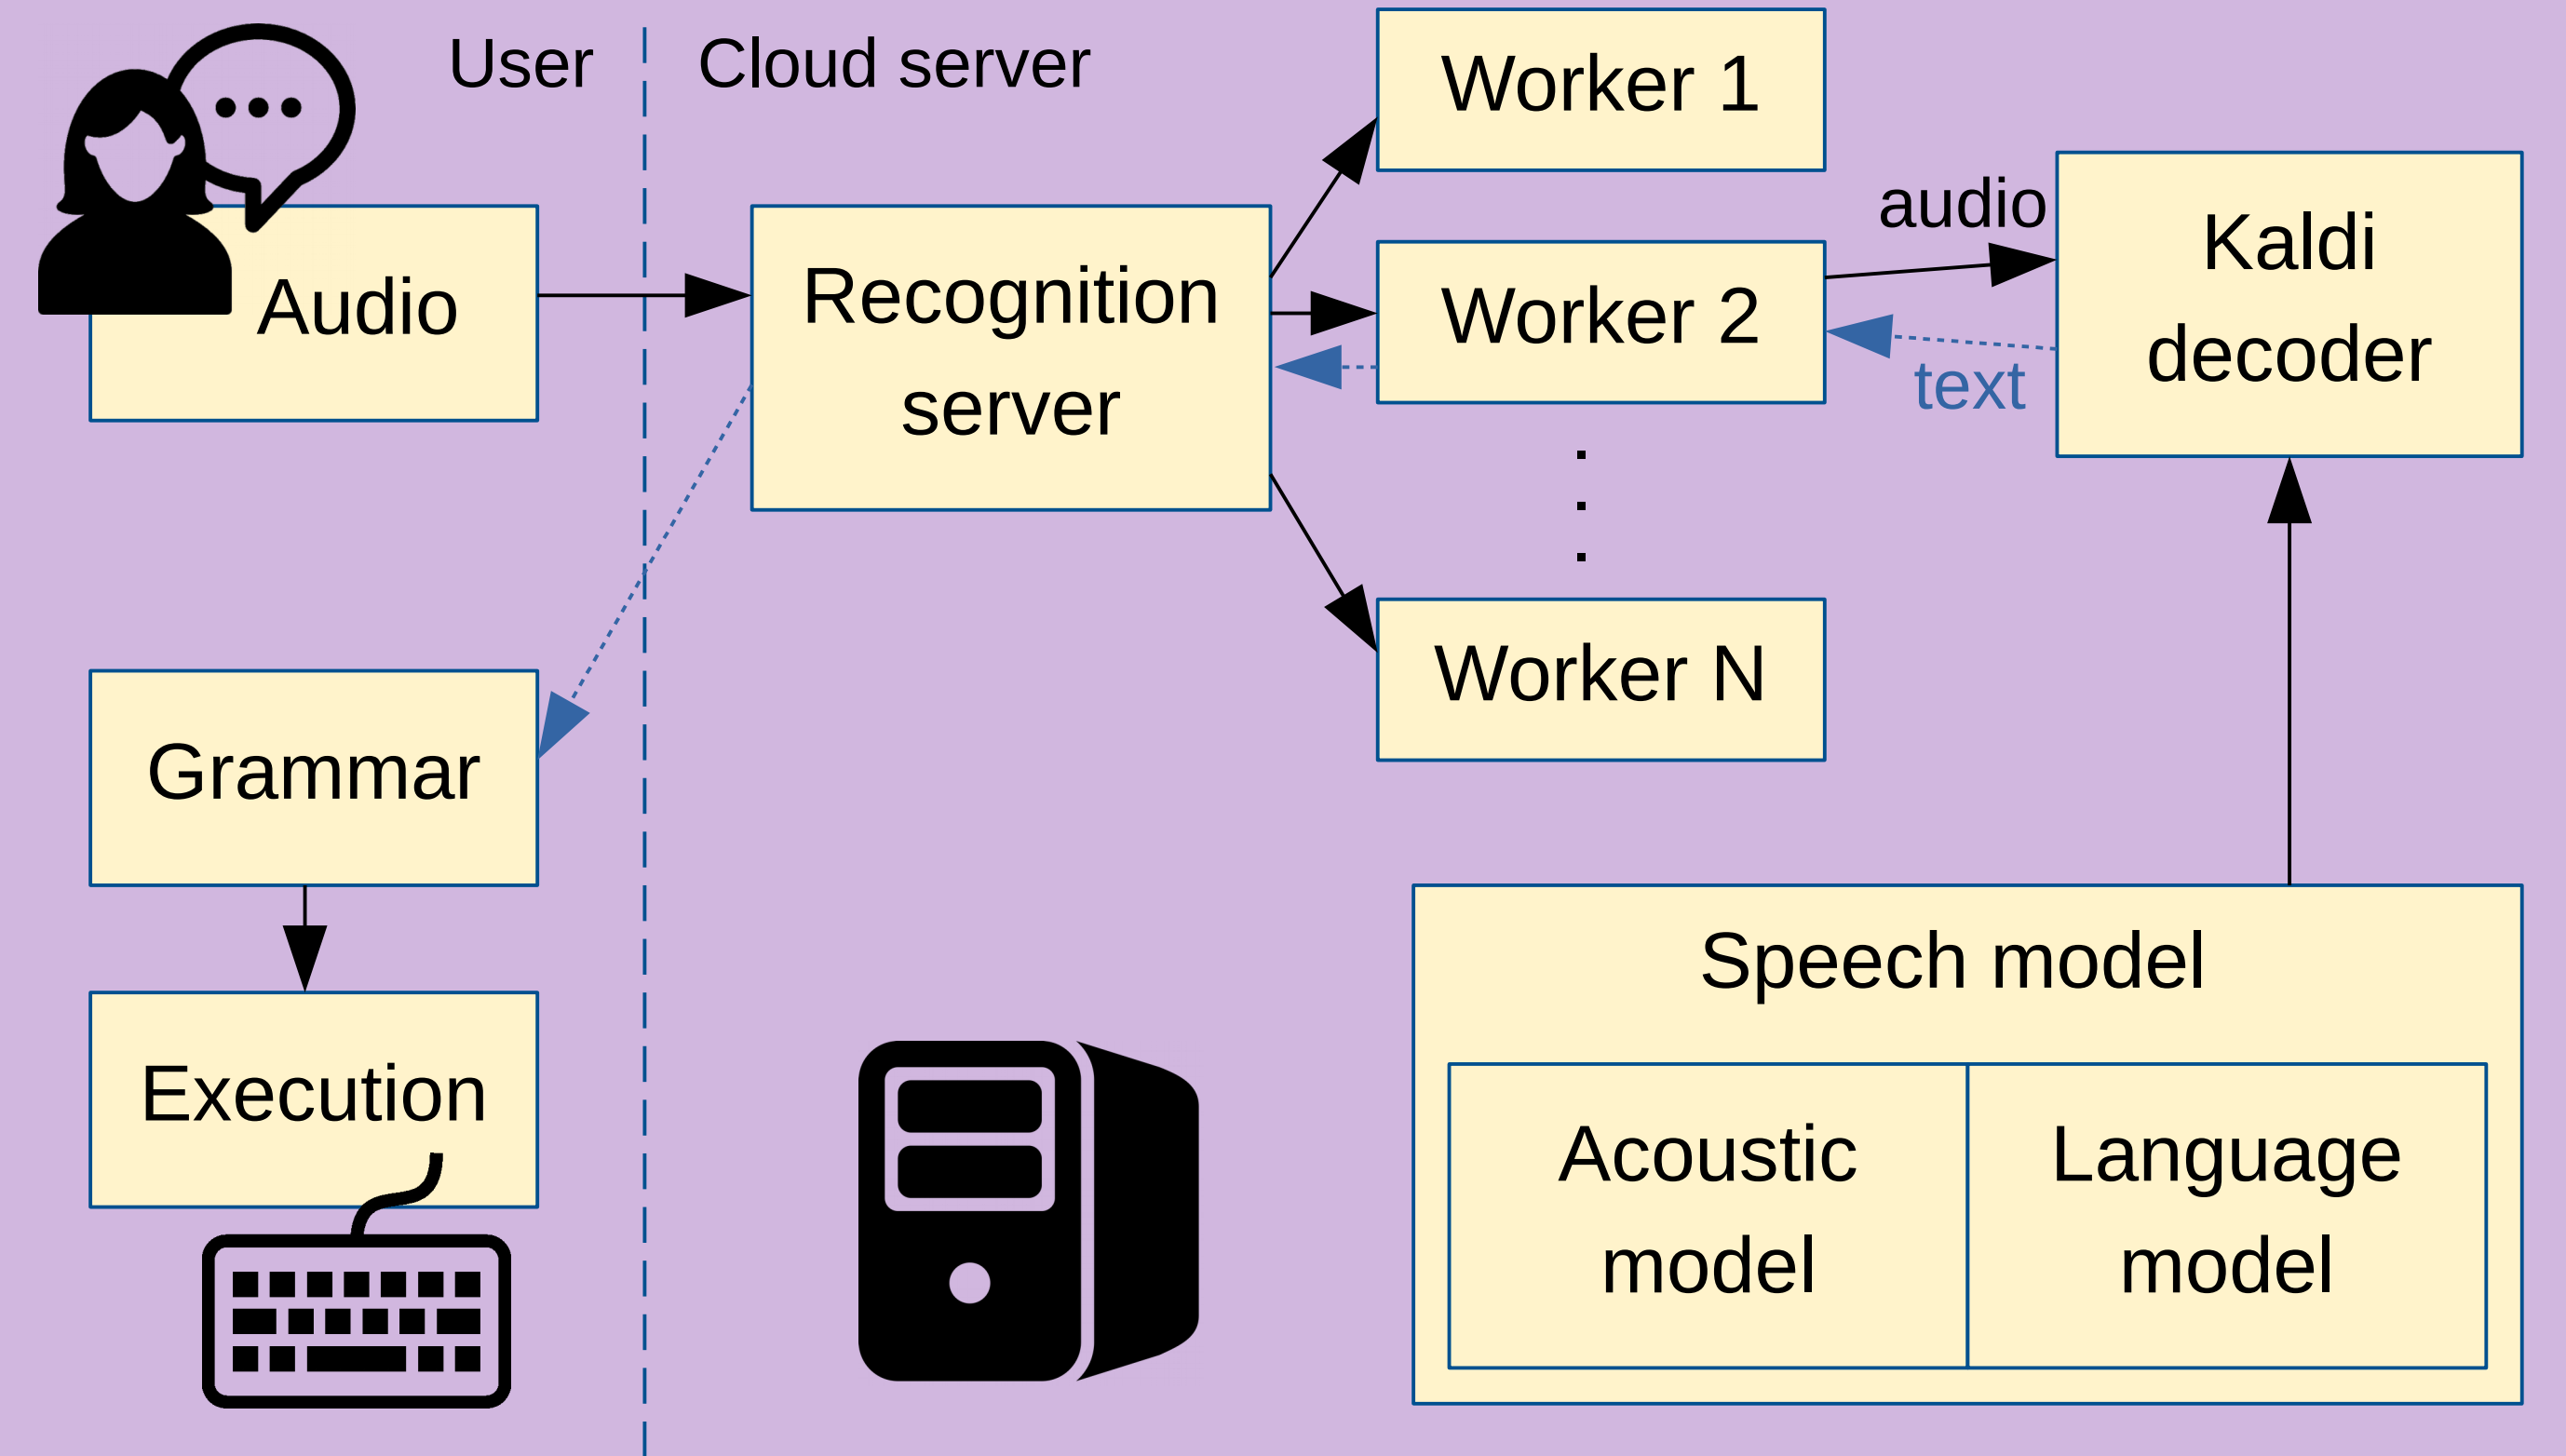 User
Cloud server
Audio
Recognition
server
Worker 1
Worker 2
.
.
.
Worker N
audio
text
Kaldi
decoder
Grammar
Execution
Speech model
Acoustic
model
Language
model